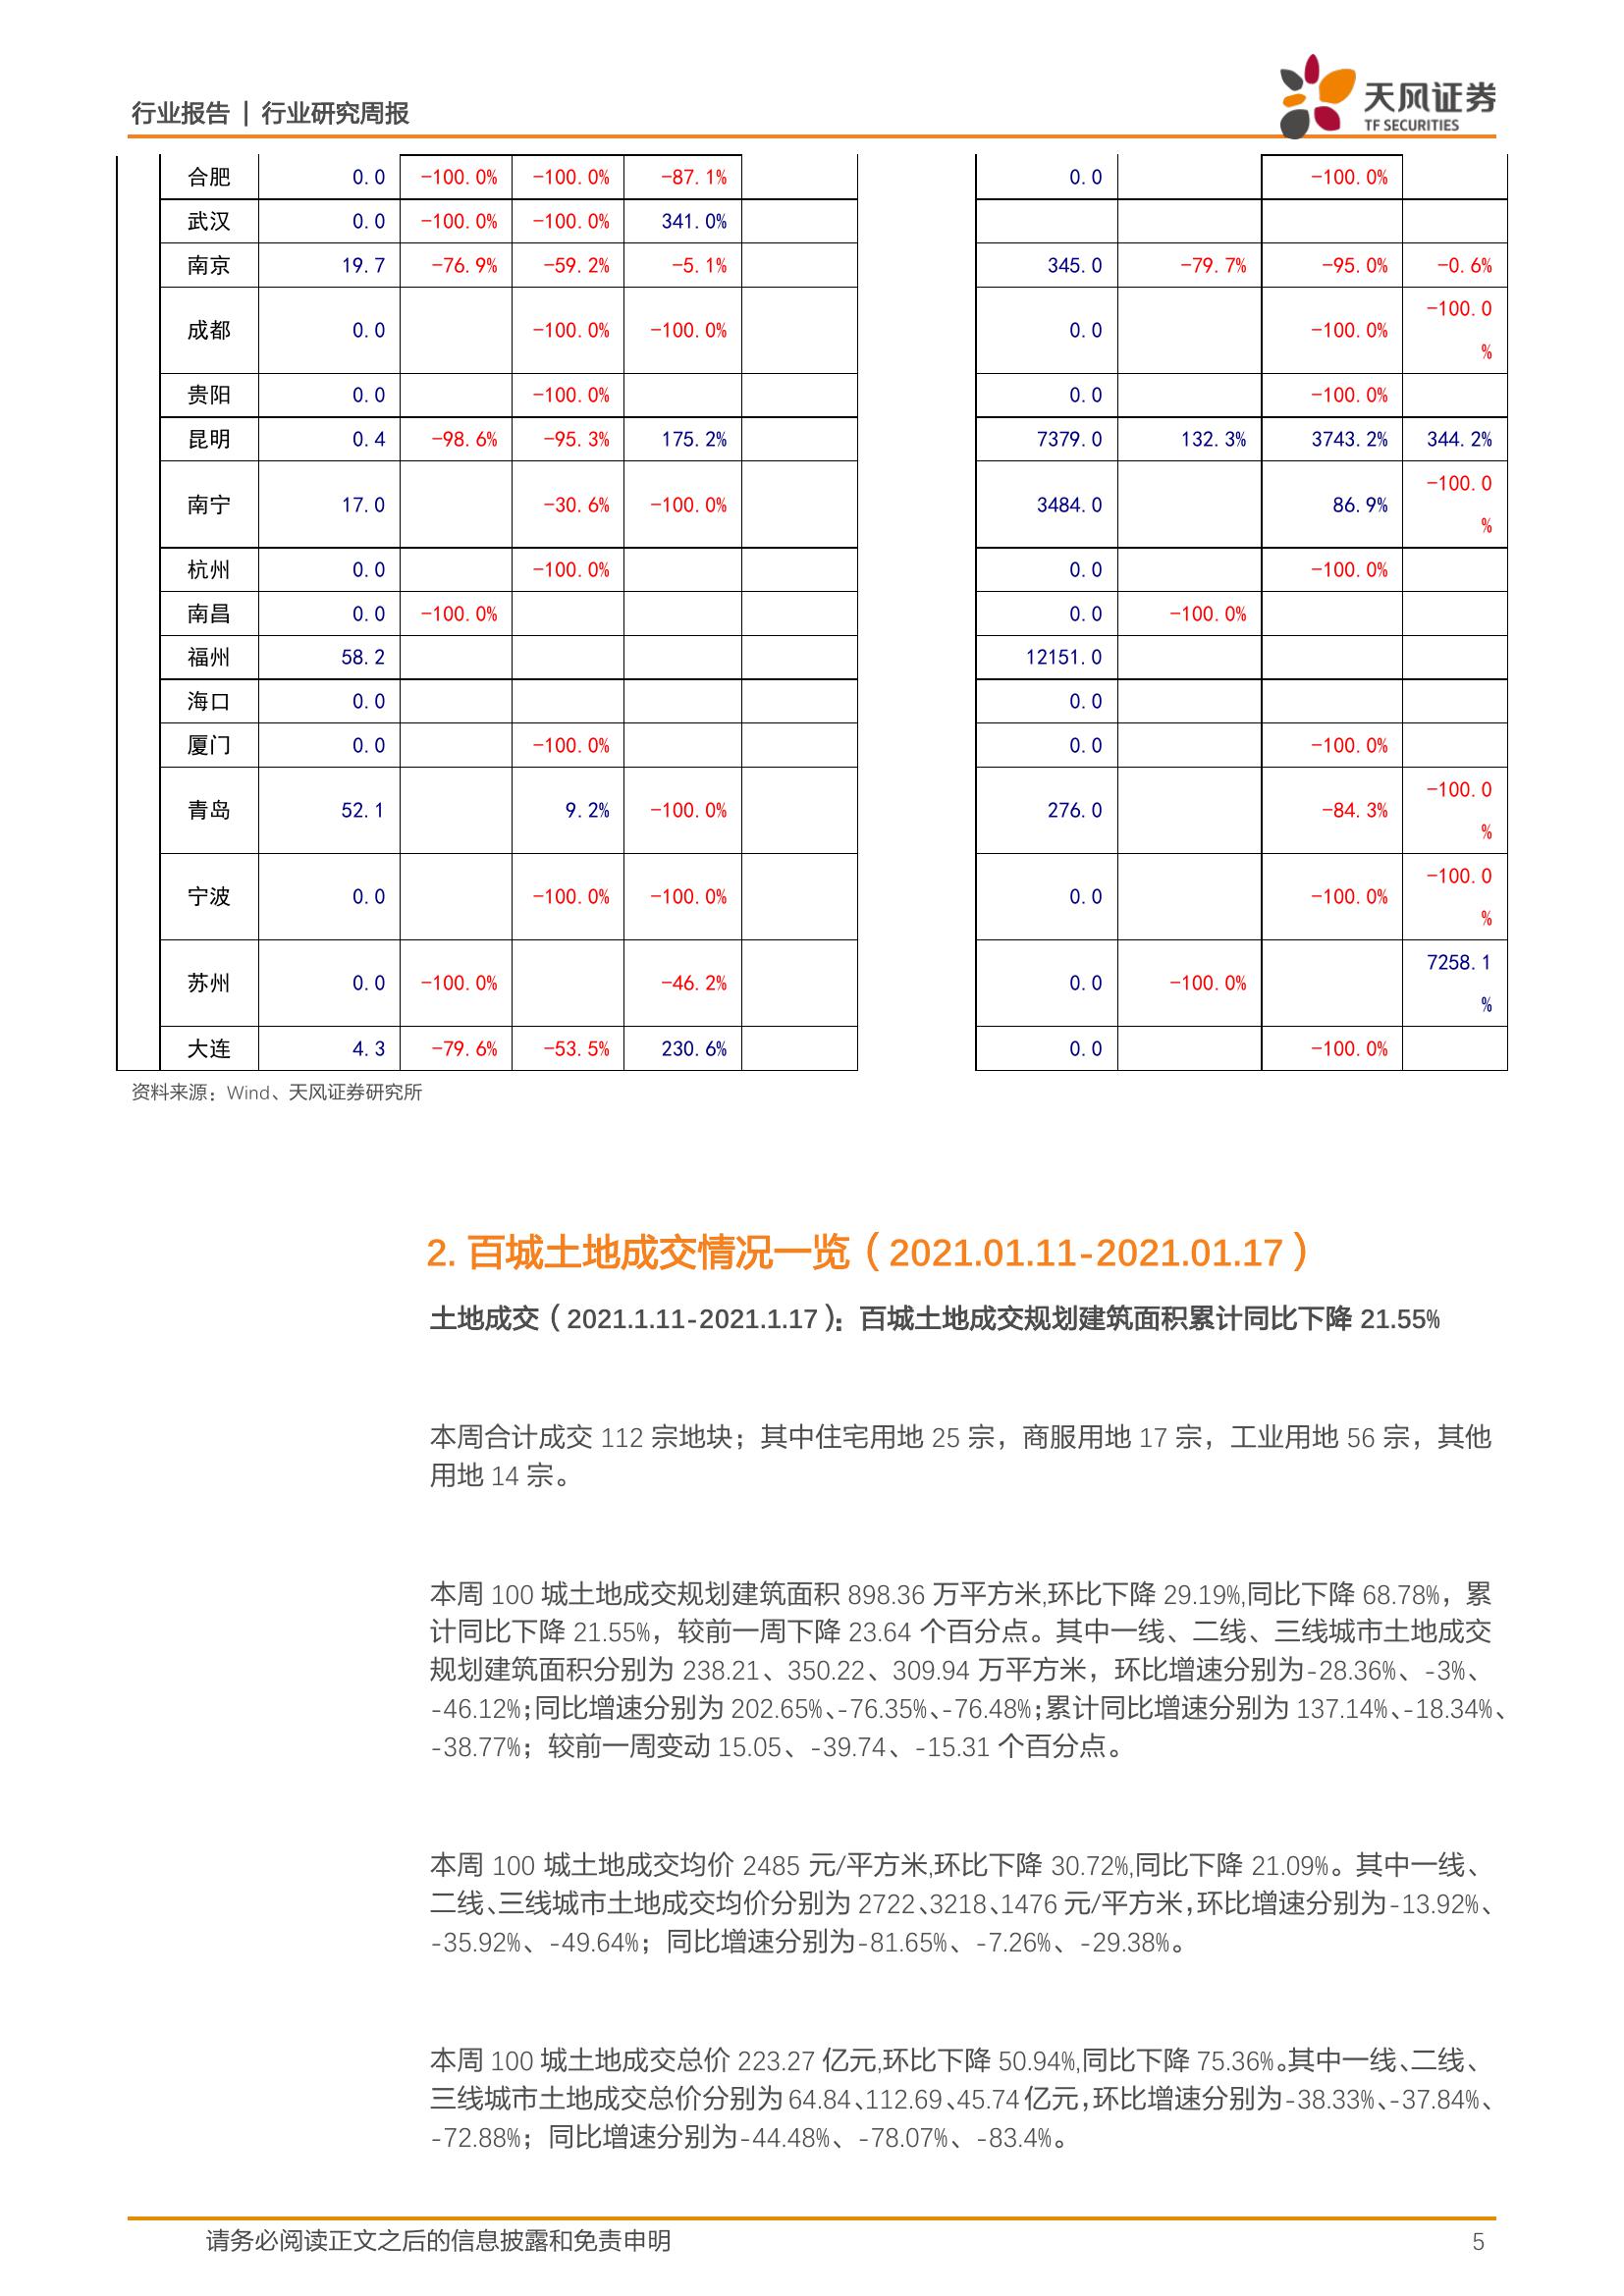 行业报告 | 行业研究周报
天风证券
TF SECURITIES
合肥 0.0 -100.0% -100.0% -87.1% 0.0 -100.0%
武汉 0.0 -100.0% -100.0% 341.0%
南京 19.7 -76.9% -59.2% -5.1% 345.0 -79.7% -95.0% -0.6%
成都 0.0 -100.0% -100.0% 0.0 -100.0% -100.0%
贵阳 0.0 -100.0% 0.0 -100.0%
昆明 0.4 -98.6% -95.3% 175.2% 7379.0 132.3% 3743.2% 344.2%
南宁 17.0 -30.6% -100.0% 3484.0 86.9% -100.0%
杭州 0.0 -100.0% 0.0 -100.0%
南昌 0.0 -100.0% 0.0 -100.0%
福州 58.2 12151.0
海口 0.0 0.0
厦门 0.0 -100.0% 0.0 -100.0%
青岛 52.1 9.2% -100.0% 276.0 -84.3% -100.0%
宁波 0.0 -100.0% -100.0% 0.0 -100.0% -100.0%
苏州 0.0 -100.0% -46.2% 0.0 -100.0% 7258.1%
大连 4.3 -79.6% -53.5% 230.6% 0.0 -100.0%
资料来源：Wind、天风证券研究所
2. 百城土地成交情况一览（2021.01.11-2021.01.17）
土地成交（2021.1.11-2021.1.17）：百城土地成交规划建筑面积累计同比下降 21.55%
本周合计成交 112 宗地块；其中住宅用地 25 宗，商服用地 17 宗，工业用地 56 宗，其他
用地 14 宗。
本周 100 城土地成交规划建筑面积 898.36 万平方米,环比下降 29.19%,同比下降 68.78%，累
计同比下降 21.55%，较前一周下降 23.64 个百分点。其中一线、二线、三线城市土地成交
规划建筑面积分别为 238.21、350.22、309.94 万平方米，环比增速分别为-28.36%、-3%、
-46.12%；同比增速分别为 202.65%、-76.35%、-76.48%；累计同比增速分别为 137.14%、-18.34%、
-38.77%；较前一周变动 15.05、-39.74、-15.31 个百分点。
本周 100 城土地成交均价 2485 元/平方米,环比下降 30.72%,同比下降 21.09%。其中一线、
二线、三线城市土地成交均价分别为 2722、3218、1476 元/平方米，环比增速分别为-13.92%、
-35.92%、-49.64%；同比增速分别为-81.65%、-7.26%、-29.38%。
本周 100 城土地成交总价 223.27 亿元,环比下降 50.94%,同比下降 75.36%。其中一线、二线、
三线城市土地成交总价分别为 64.84、112.69、45.74 亿元，环比增速分别为-38.33%、-37.84%、
-72.88%；同比增速分别为-44.48%、-78.07%、-83.4%。
请务必阅读正文之后的信息披露和免责申明 5